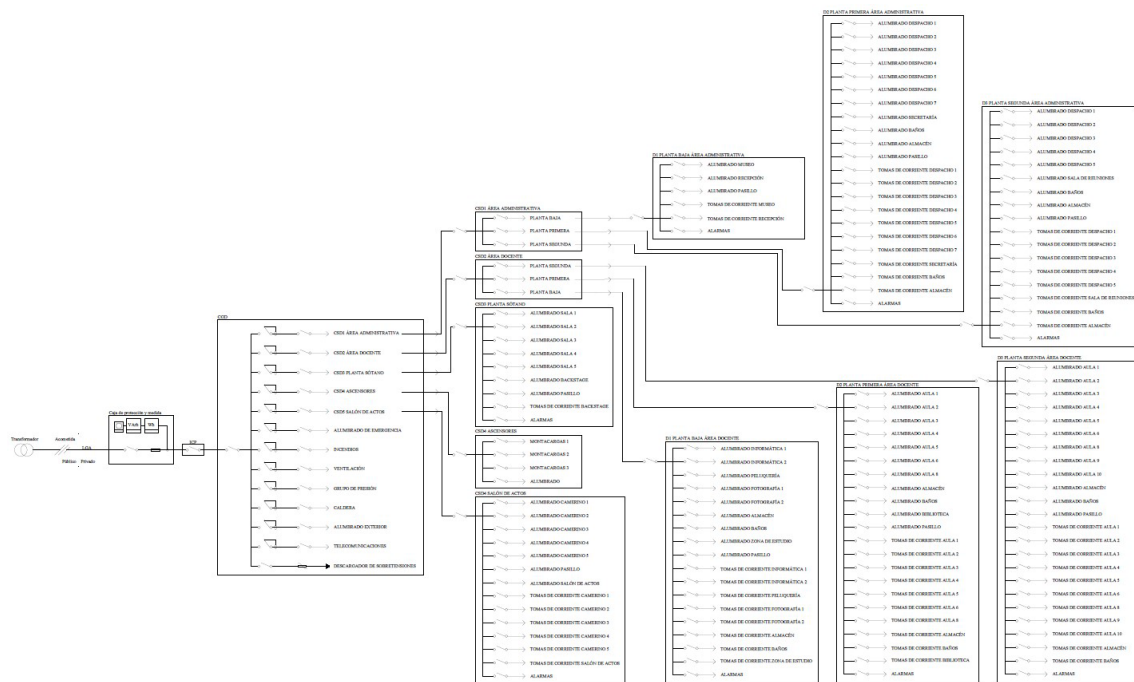 Transformador
Acometida
LGA
Público
Privado
Caja de protección y medida
Wh
ICP
CGD
CSD1 ÁREA ADMINISTRATIVA
CSD2 ÁREA DOCENTE
CSD3 PLANTA SÓTANO
CSD4 ASCENSORES
CSD5 SALÓN DE ACTOR
ALUMBRADO DE EMERGENCIA
INCENDIOS
VENTILACIÓN
GRUPO DE PRESIÓN
CALDERA
ALUMBRADO EXTERIOR
TELECOMUNICACIONES
DESCARGADOR DE SOBRETENSIONES
CSD1 ÁREA ADMINISTRATIVA
PLANTA BAJA
PLANTA PRIMERA
PLANTA SEGUNDA
CSD2 ÁREA DOCENTE
PLANTA SEGUNDA
PLANTA PRIMERA
PLANTA BAJA
CSD3 PLANTA SÓTANO
ALUMBRADO SALA 1
ALUMBRADO SALA 2
ALUMBRADO SALA 3
ALUMBRADO SALA 4
ALUMBRADO SALA 5
ALUMBRADO BACKSTAGE
ALUMBRADO PASILLO
TOMAS DE CORRIENTE BACKSTAGE
ALARMAS
CSD4 ASCENSORES
MONTACARGAS 1
MONTACARGAS 2
MONTACARGAS 3
ALUMBRADO
CSD4 SALÓN DE ACTOR
ALUMBRADO CAMERINO 1
ALUMBRADO CAMERINO 2
ALUMBRADO CAMERINO 3
ALUMBRADO CAMERINO 4
ALUMBRADO CAMERINO 5
ALUMBRADO PASILLO
ALUMBRADO SALÓN DE ACTOS
TOMAS DE CORRIENTE CAMERINO 1
TOMAS DE CORRIENTE CAMERINO 2
TOMAS DE CORRIENTE CAMERINO 3
TOMAS DE CORRIENTE CAMERINO 4
TOMAS DE CORRIENTE CAMERINO 5
TOMAS DE CORRIENTE SALÓN DE ACTOR
ALARMAS
D1 PLANTA BAJA ÁREA ADMINISTRATIVA
ALUMBRADO MUSEO
ALUMBRADO RECEPCIÓN
ALUMBRADO PASILLO
TOMAS DE CORRIENTE MUSEO
TOMAS DE CORRIENTE RECEPCIÓN
ALARMAS
D2 PLANTA PRIMERA ÁREA ADMINISTRATIVA
ALUMBRADO DESPACHO 1
ALUMBRADO DESPACHO 2
ALUMBRADO DESPACHO 3
ALUMBRADO DESPACHO 4
ALUMBRADO DESPACHO 5
ALUMBRADO DESPACHO 6
ALUMBRADO DESPACHO 7
ALUMBRADO SECRETARÍA
ALUMBRADO BAÑOS
ALUMBRADO ALMACÉN
ALUMBRADO PASILLO
TOMAS DE CORRIENTE DESPACHO 1
TOMAS DE CORRIENTE DESPACHO 2
TOMAS DE CORRIENTE DESPACHO 3
TOMAS DE CORRIENTE DESPACHO 4
TOMAS DE CORRIENTE DESPACHO 5
TOMAS DE CORRIENTE DESPACHO 6
TOMAS DE CORRIENTE DESPACHO 7
TOMAS DE CORRIENTE SECRETARÍA
TOMAS DE CORRIENTE BAÑOS
TOMAS DE CORRIENTE ALMACÉN
ALARMAS
PLANTA SEGUNDA ÁREA ADMINISTRATIVA
ALUMBRADO DESPACHO 1
ALUMBRADO DESPACHO 2
ALUMBRADO DESPACHO 3
ALUMBRADO DESPACHO 4
ALUMBRADO DESPACHO 5
ALUMBRADO SALA DE REUNIONES
ALUMBRADO BAÑOS
ALUMBRADO ALMACÉN
ALUMBRADO PASILLO
TOMAS DE CORRIENTE DESPACHO 1
TOMAS DE CORRIENTE DESPACHO 2
TOMAS DE CORRIENTE DESPACHO 3
TOMAS DE CORRIENTE DESPACHO 4
TOMAS DE CORRIENTE DESPACHO 5
TOMAS DE CORRIENTE SALA DE REUNIONES
TOMAS DE CORRIENTE BAÑOS
TOMAS DE CORRIENTE ALMACÉN
ALARMAS
D1 PLANTA BAJA ÁREA DOCENTE
ALUMBRADO INFORMÁTICA 1
ALUMBRADO INFORMÁTICA 2
ALUMBRADO PELUQUERÍA
ALUMBRADO FOTOGRAFÍA 1
ALUMBRADO FOTOGRAFÍA 2
ALUMBRADO ALMACÉN
ALUMBRADO BAÑOS
ALUMBRADO ZONA DE ESTUDIO
ALUMBRADO PASILLO
TOMAS DE CORRIENTE INFORMÁTICA 1
TOMAS DE CORRIENTE INFORMÁTICA 2
TOMAS DE CORRIENTE PELUQUERÍA
TOMAS DE CORRIENTE FOTOGRAFÍA 1
TOMAS DE CORRIENTE FOTOGRAFÍA 2
TOMAS DE CORRIENTE ALMACÉN
TOMAS DE CORRIENTE BAÑOS
TOMAS DE CORRIENTE ZONA DE ESTUDIO
ALARMAS
D2 PLANTA PRIMERA ÁREA DOCENTE
ALUMBRADO AULA 1
ALUMBRADO AULA 2
ALUMBRADO AULA 3
ALUMBRADO AULA 4
ALUMBRADO AULA 5
ALUMBRADO AULA 6
ALUMBRADO AULA 8
ALUMBRADO ALMACÉN
ALUMBRADO BAÑOS
ALUMBRADO BIBLIOTECA
ALUMBRADO PASILLO
TOMAS DE CORRIENTE AULA 1
TOMAS DE CORRIENTE AULA 2
TOMAS DE CORRIENTE AULA 3
TOMAS DE CORRIENTE AULA 4
TOMAS DE CORRIENTE AULA 5
TOMAS DE CORRIENTE AULA 6
TOMAS DE CORRIENTE AULA 8
TOMAS DE CORRIENTE ALMACÉN
TOMAS DE CORRIENTE BAÑOS
TOMAS DE CORRIENTE BIBLIOTECA
ALARMAS
PLANTA SEGUNDA ÁREA DOCENTE
ALUMBRADO AULA 1
ALUMBRADO AULA 2
ALUMBRADO AULA 3
ALUMBRADO AULA 4
ALUMBRADO AULA 5
ALUMBRADO AULA 6
ALUMBRADO AULA 8
ALUMBRADO AULA 9
ALUMBRADO AULA 10
ALUMBRADO ALMACÉN
ALUMBRADO BAÑOS
ALUMBRADO PASILLO
TOMAS DE CORRIENTE AULA 1
TOMAS DE CORRIENTE AULA 2
TOMAS DE CORRIENTE AULA 3
TOMAS DE CORRIENTE AULA 4
TOMAS DE CORRIENTE AULA 5
TOMAS DE CORRIENTE AULA 6
TOMAS DE CORRIENTE AULA 8
TOMAS DE CORRIENTE AULA 9
TOMAS DE CORRIENTE AULA 10
TOMAS DE CORRIENTE ALMACÉN
TOMAS DE CORRIENTE BAÑOS
ALARMAS